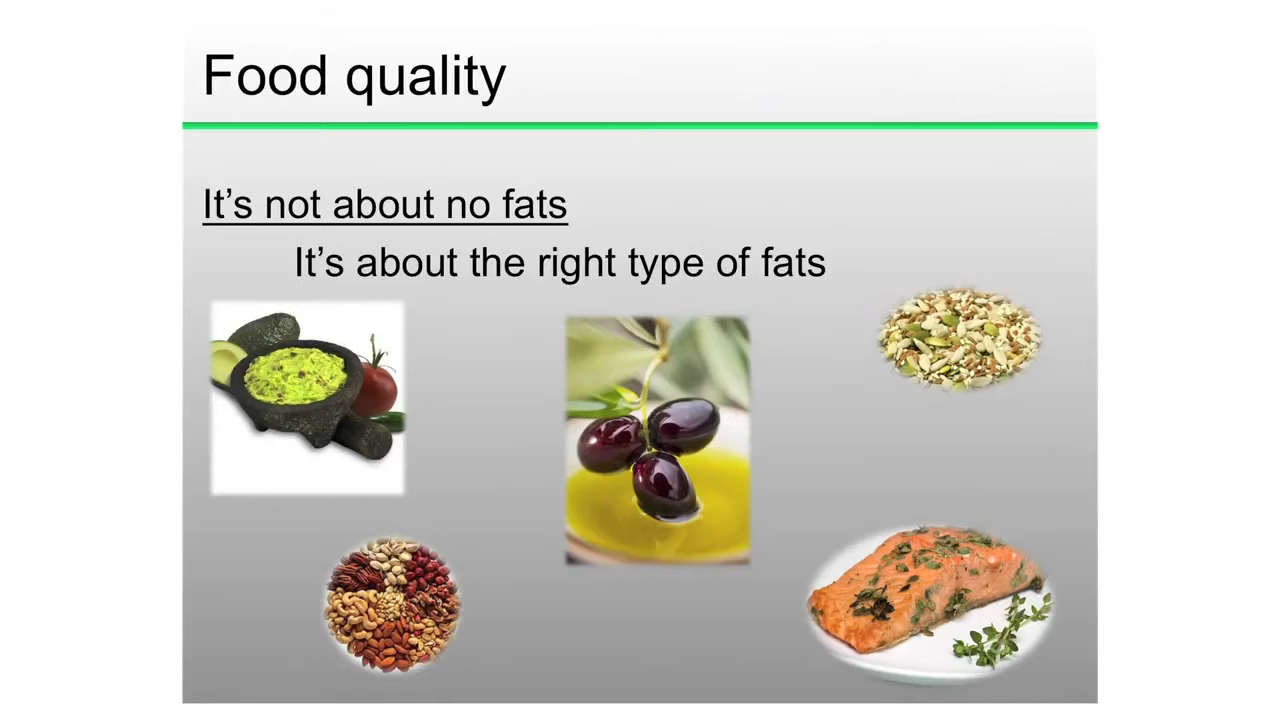 Food quality
It’s not about no fats
It’s about the right type of fats